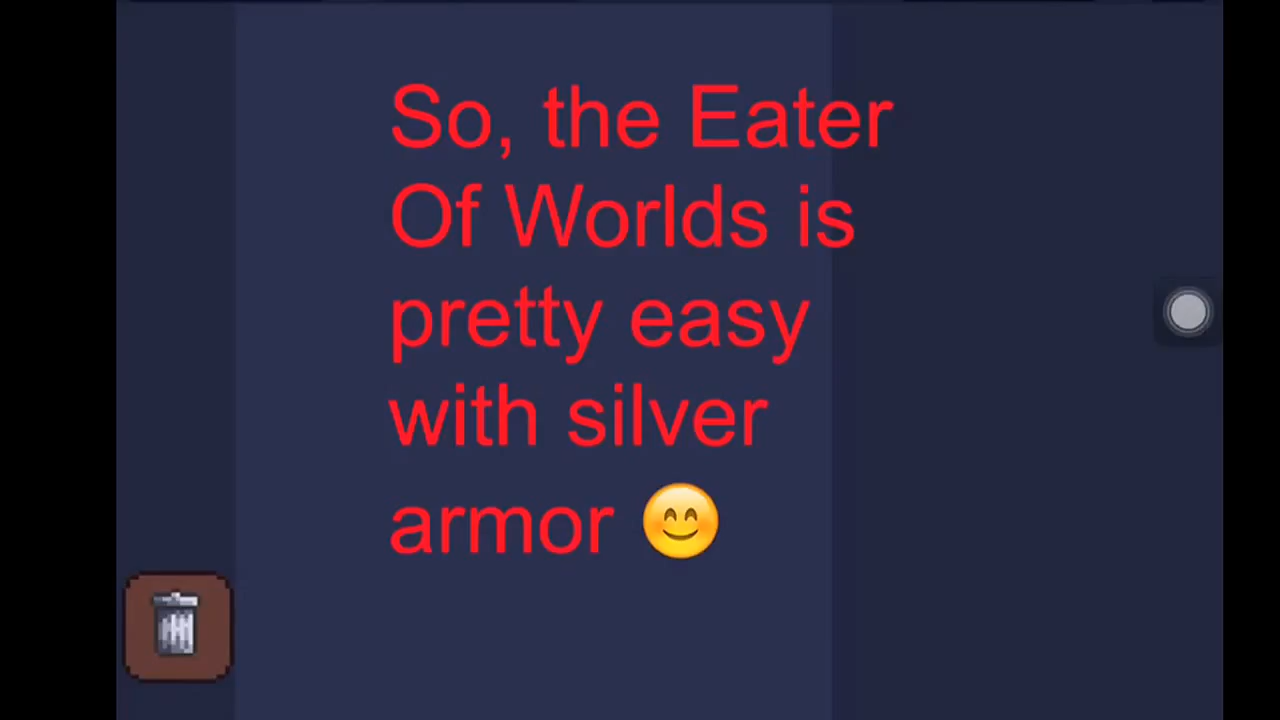 So, the Eater
Of Worlds is
pretty easy
with silver
armor 😊